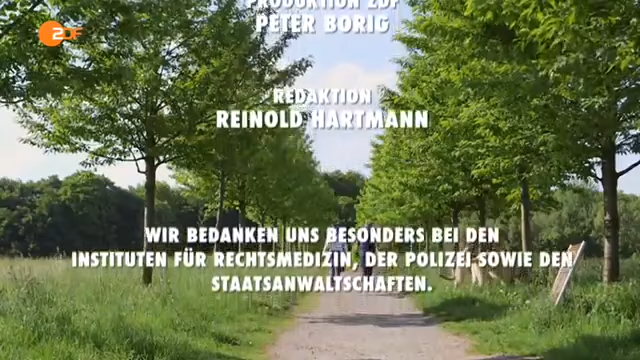 PRODUKTION ZDF
PETER BORIG
ZDF
REDAKTION
REINOLD HARTMANN
WIR BEDANKEN UNS BESONDERS BEI DEN
INSTITUTEN FÜR RECHTSMEDIZIN, DER POLIZEI SOWIE DEN
STAATSANWALTSCHAFTEN.